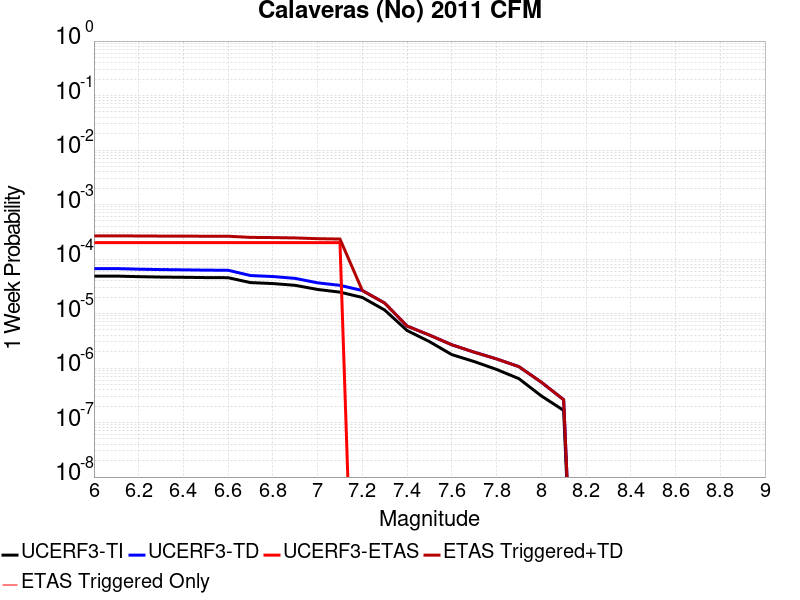 Calaveras (No) 2011 CFM
10^0
10^-1
10^-2
10^-3
10^-4
10^-5
10^-6
10^-7
10^-8
1 Week Probability
6 6.2 6.4 6.6 6.8 7 7.2 7.4 7.6 7.8 8 8.2 8.4 8.6 8.8 9
Magnitude
UCERF3-TI UCERF3-TD UCERF3-ETAS ETAS Triggered+TD
ETAS Triggered Only